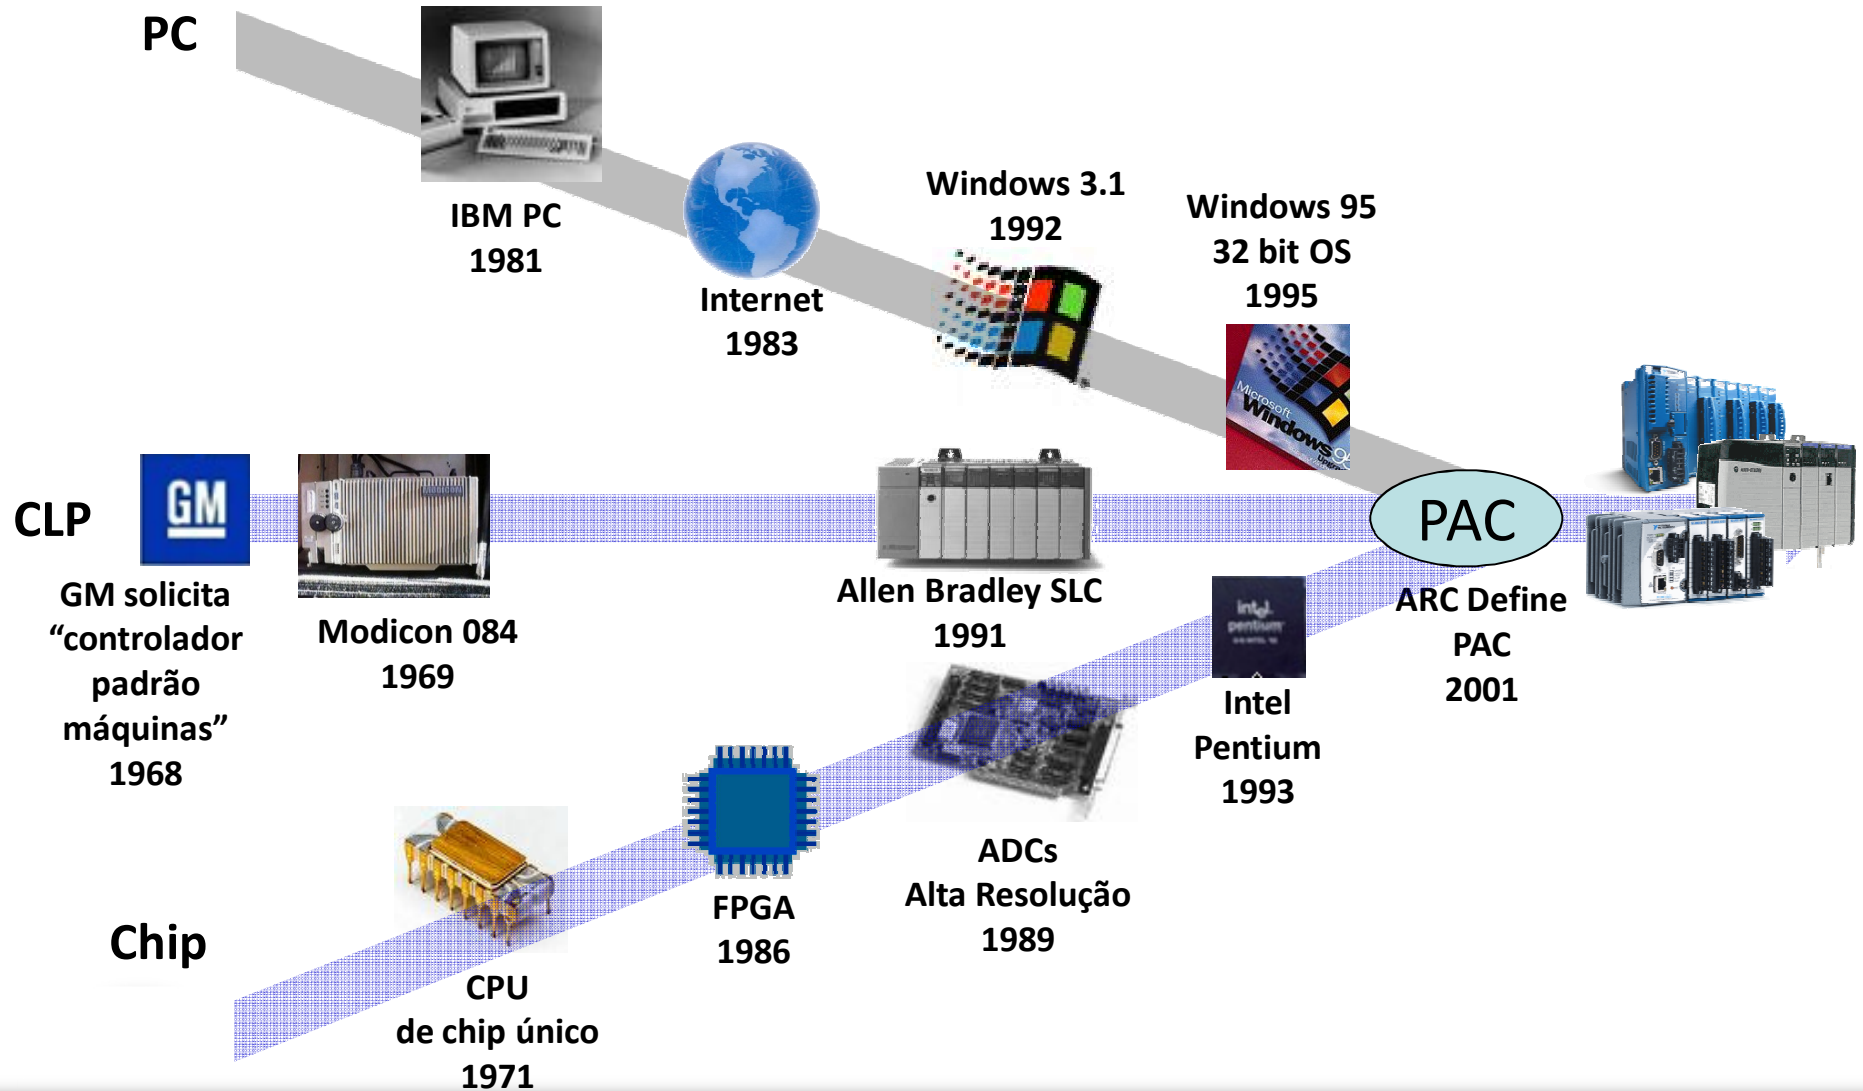 PC
IBM PC
1981
Internet
1983
Windows 3.1
1992
Windows 95
32 bit OS
1995
Microsoft
Windows
CLP
GM
GM solicita
“controlador
padrão
máquinas”
1968
MODICON
Modicon 084
1969
Allen Bradley SLC
1991
PAC
ARC Define
PAC
2001
intel
pentium
Intel
Pentium
1993
Chip
CPU
de chip único
1971
FPGA
1986
ADCs
Alta Resolução
1989